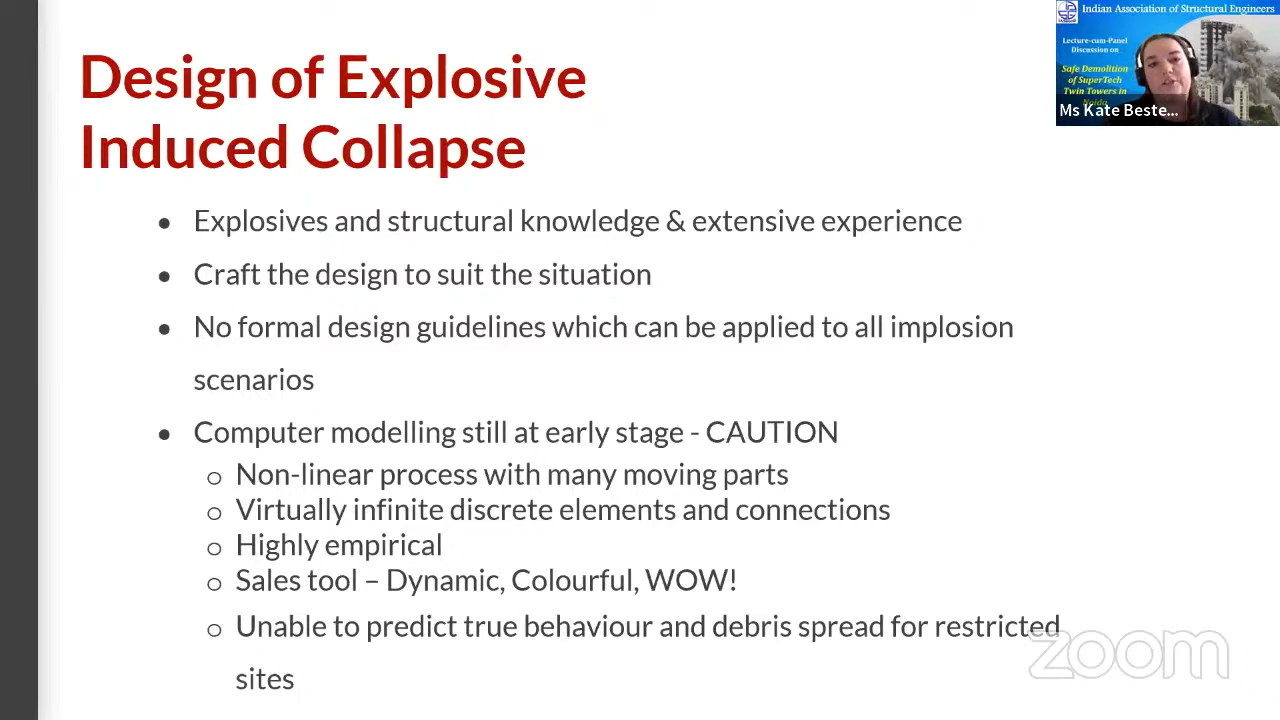 Design of Explosive
Induced Collapse
• Explosives and structural knowledge & extensive experience
• Craft the design to suit the situation
• No formal design guidelines which can be applied to all implosion
scenarios
• Computer modelling still at early stage - CAUTION
o Non-linear process with many moving parts
o Virtually infinite discrete elements and connections
o Highly empirical
o Sales tool – Dynamic, Colourful, WOW!
o Unable to predict true behaviour and debris spread for restricted
sites
Indian Association of Structural Engineers
Lecture-cum-Panel
Discussion on
Safe Demolition
of SuperTech
Twin Towers in
Noida
Ms Kate Beste...
zoom